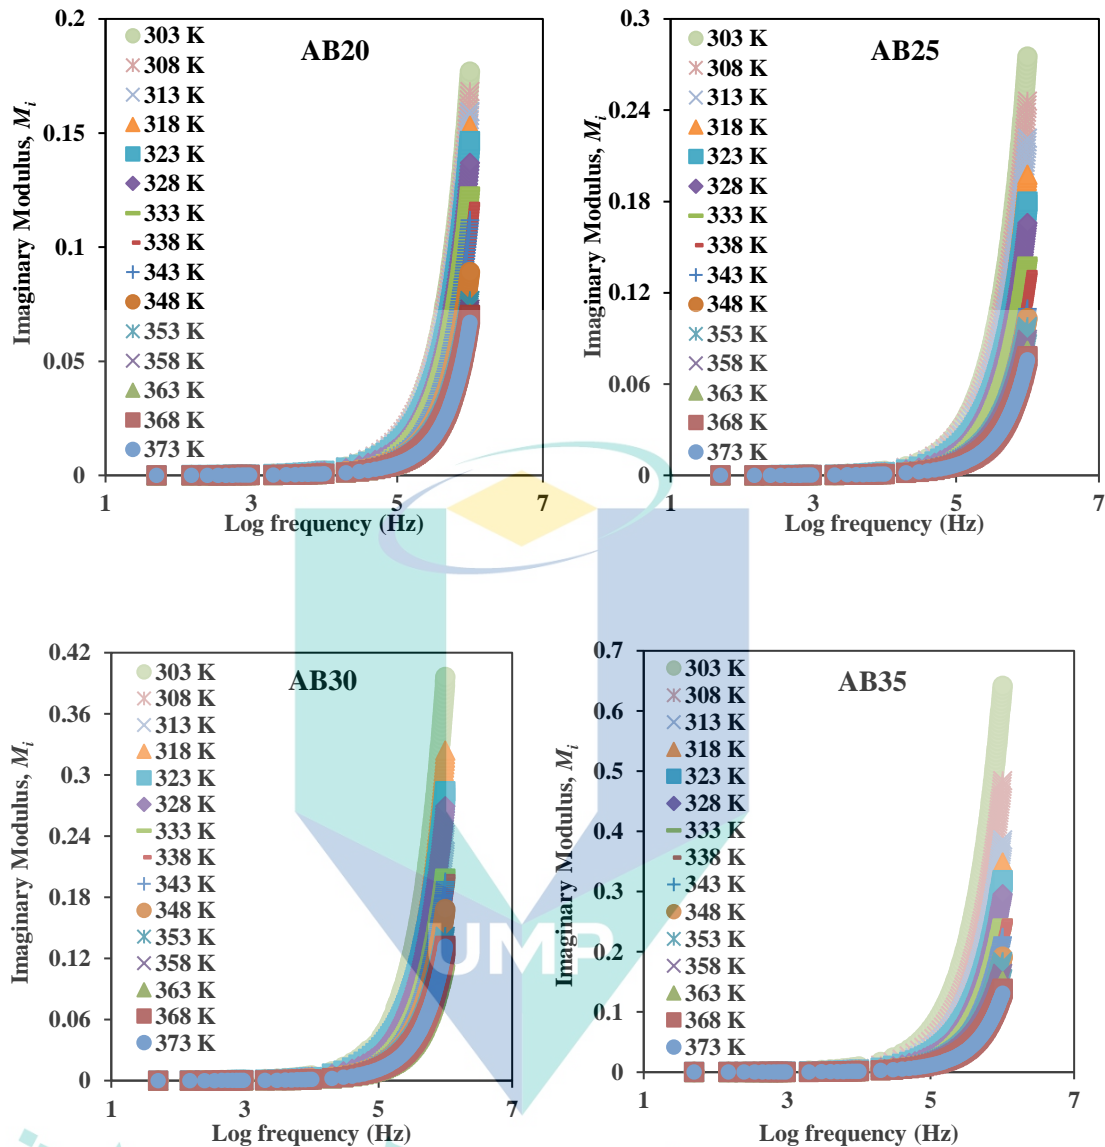 AB20
Imaginary Modulus, Mi
0.2
0.15
0.1
0.05
0
303 K
308 K
313 K
318 K
323 K
328 K
333 K
338 K
343 K
348 K
353 K
358 K
363 K
368 K
373 K
1 3 5 7
Log frequency (Hz)
AB25
Imaginary Modulus, Mi
0.3
0.24
0.18
0.12
0.06
0
303 K
308 K
313 K
318 K
323 K
328 K
333 K
338 K
343 K
348 K
353 K
358 K
363 K
368 K
373 K
1 3 5 7
Log frequency (Hz)
AB30
Imaginary Modulus, Mi
0.42
0.36
0.3
0.24
0.18
0.12
0.06
0
303 K
308 K
313 K
318 K
323 K
328 K
333 K
338 K
343 K
348 K
353 K
358 K
363 K
368 K
373 K
1 3 5 7
Log frequency (Hz)
AB35
Imaginary Modulus, Mi
0.7
0.6
0.5
0.4
0.3
0.2
0.1
0
303 K
308 K
313 K
318 K
323 K
328 K
333 K
338 K
343 K
348 K
353 K
358 K
363 K
368 K
373 K
1 3 5 7
Log frequency (Hz)
UMP